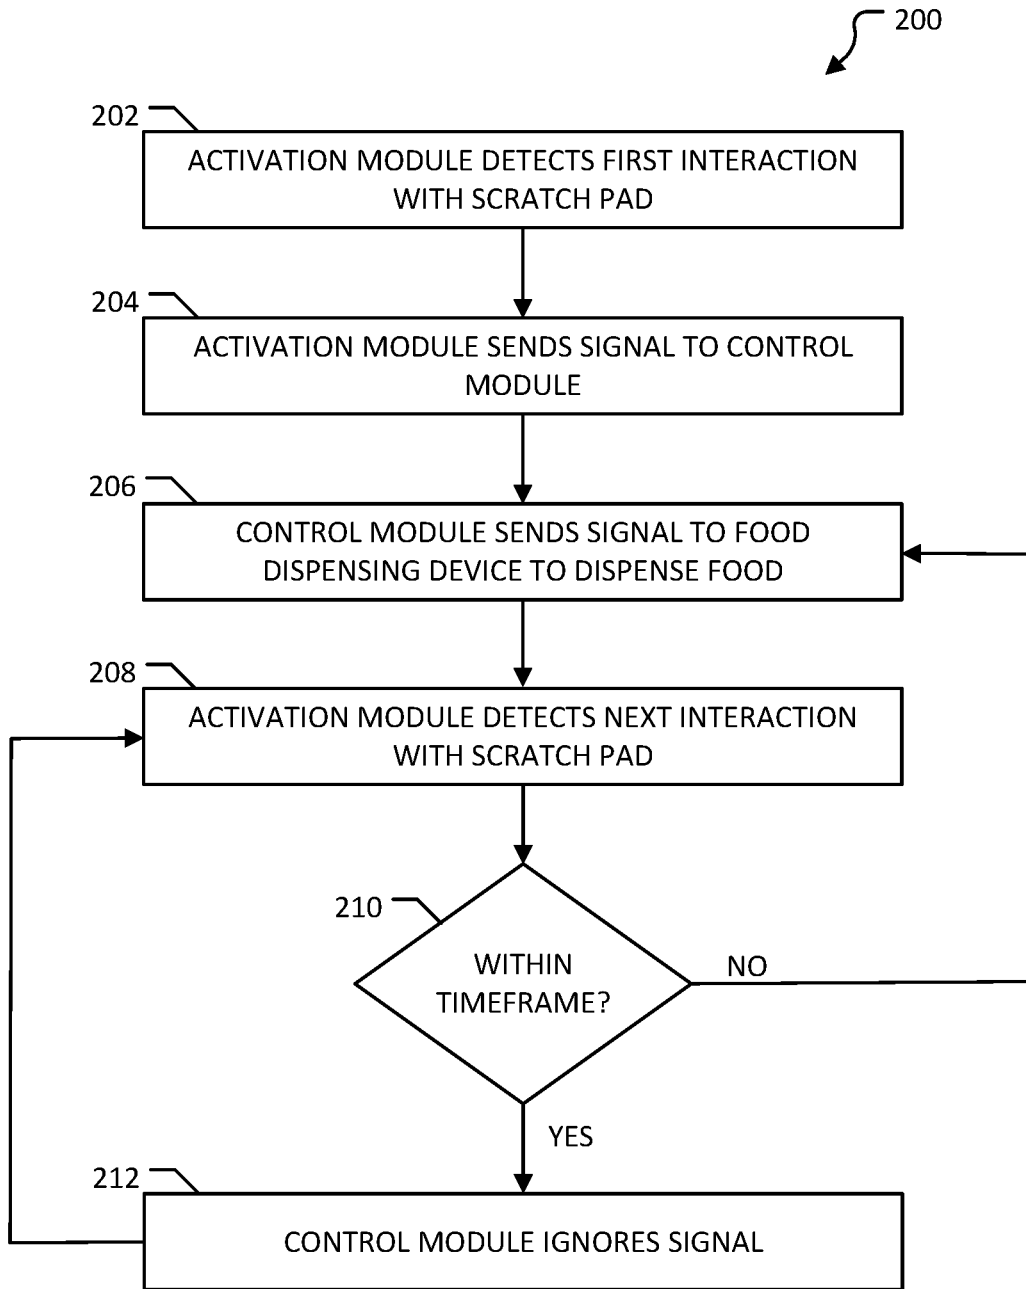 200
202
ACTIVATION MODULE DETECTS FIRST INTERACTION
WITH SCRATCH PAD
204
ACTIVATION MODULE SENDS SIGNAL TO CONTROL
MODULE
206
CONTROL MODULE SENDS SIGNAL TO FOOD
DISPENSING DEVICE TO DISPENSE FOOD
208
ACTIVATION MODULE DETECTS NEXT INTERACTION
WITH SCRATCH PAD
210
WITHIN
TIMEFRAME?
NO
YES
212
CONTROL MODULE IGNORES SIGNAL